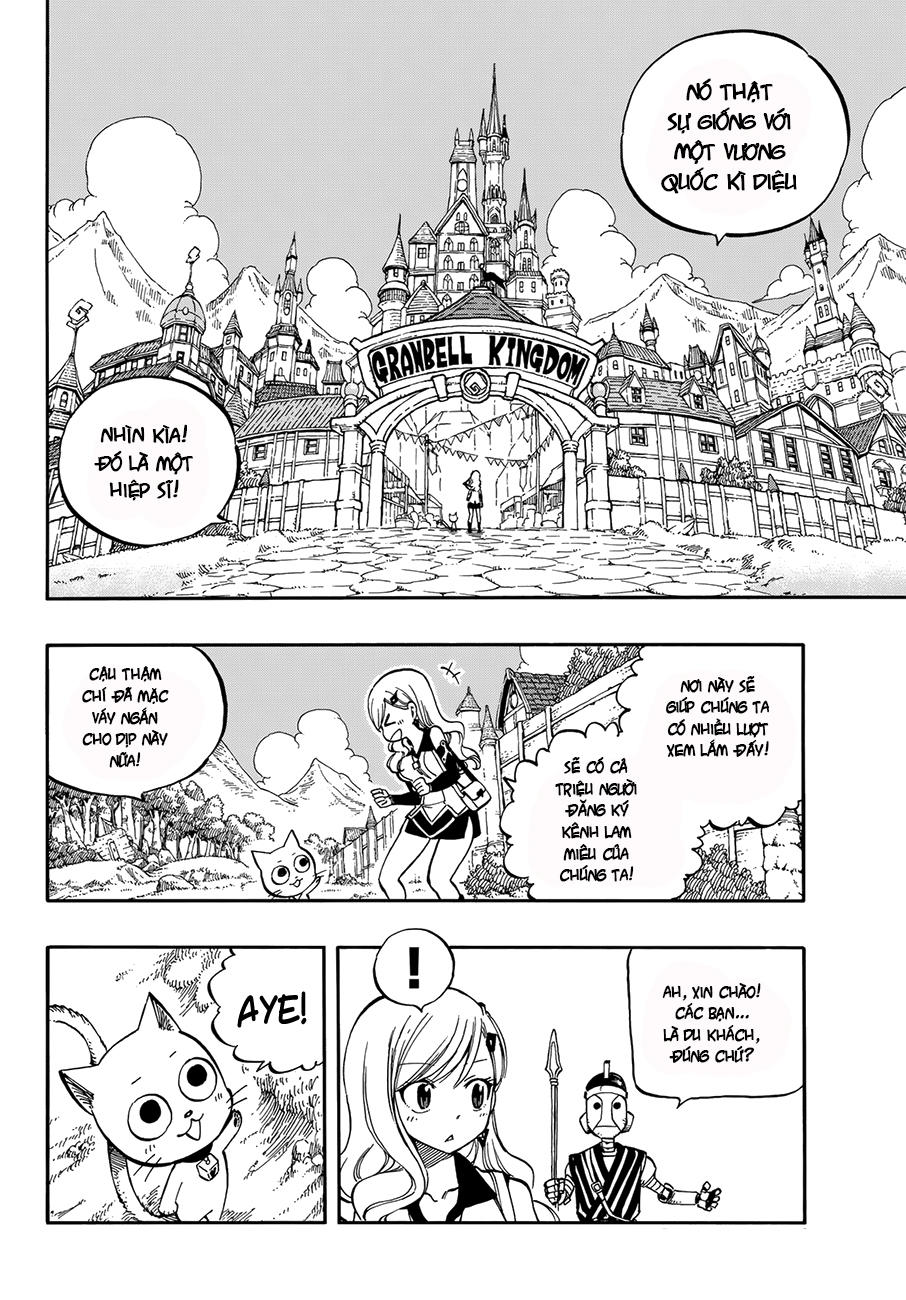 NÓ THẬT
SỰ GIỐNG VỚI
MỘT VƯƠNG
QUỐC KÌ DIỆU
GRANBELL KINGDOM
NHÌN KÌA!
ĐÓ LÀ MỘT
HIỆP SĨ!
CẬU THẬM
CHÍ ĐÃ MẶC
VÁY NGẮN
CHO DỊP NÀY
NỮA!
NƠI NÀY SẼ
GIÚP CHÚNG TA
CÓ NHIỀU LƯỢT
XEM LẮM ĐẤY!
SẼ CÓ CẢ
TRIỆU NGƯỜI
ĐĂNG KÝ
KÊNH LAM
MIÊU CỦA
CHÚNG TA!
AYE!
!
AH, XIN CHÀO!
CÁC BẠN...
LÀ DU KHÁCH,
ĐÚNG CHỨ?